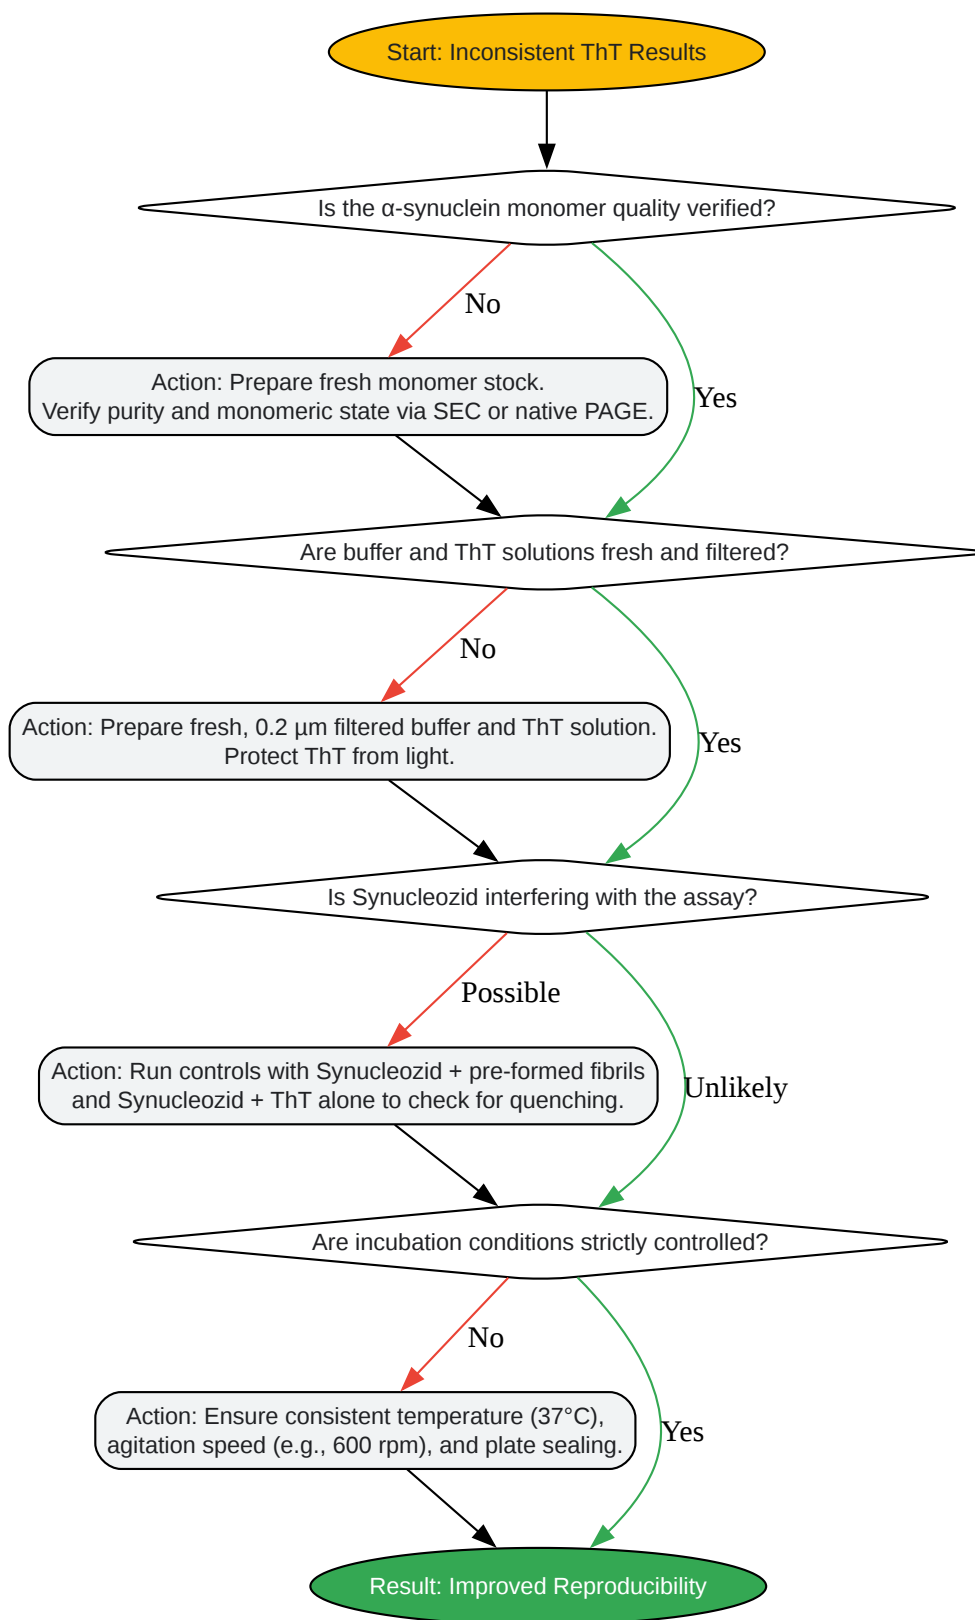 Start: Inconsistent ThT Results
Is the α-synuclein monomer quality verified?
No
Action: Prepare fresh monomer stock.
Verify purity and monomeric state via SEC or native PAGE.
Yes
Are buffer and ThT solutions fresh and filtered?
No
Action: Prepare fresh, 0.2 µm filtered buffer and ThT solution.
Protect ThT from light.
Yes
Is Synucleozid interfering with the assay?
Possible
Action: Run controls with Synucleozid + pre-formed fibrils
and Synucleozid + ThT alone to check for quenching.
Unlikely
Are incubation conditions strictly controlled?
No
Action: Ensure consistent temperature (37°C),
agitation speed (e.g., 600 rpm), and plate sealing.
Yes
Result: Improved Reproducibility